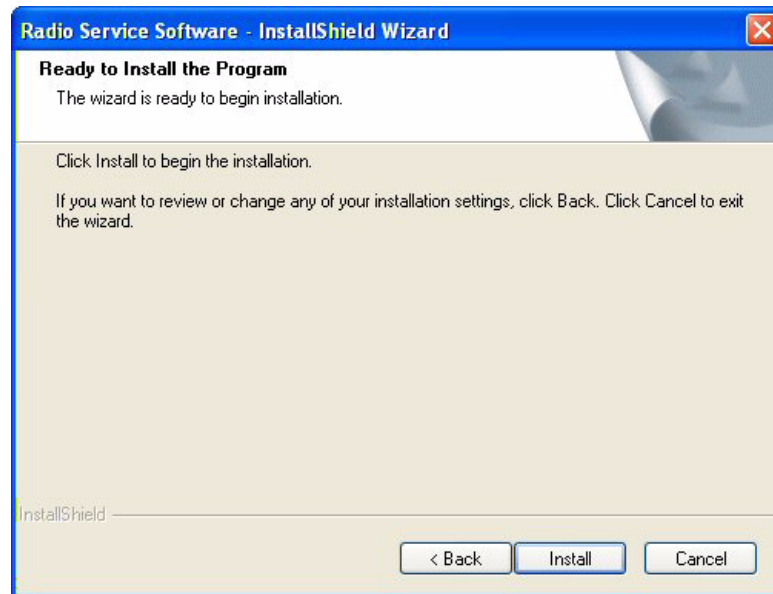 Radio Service Software - InstallShield Wizard
Ready to Install the Program
The wizard is ready to begin installation.
Click Install to begin the installation.
If you want to review or change any of your installation settings, click Back. Click Cancel to exit
the wizard.
InstallShield
< Back Install Cancel